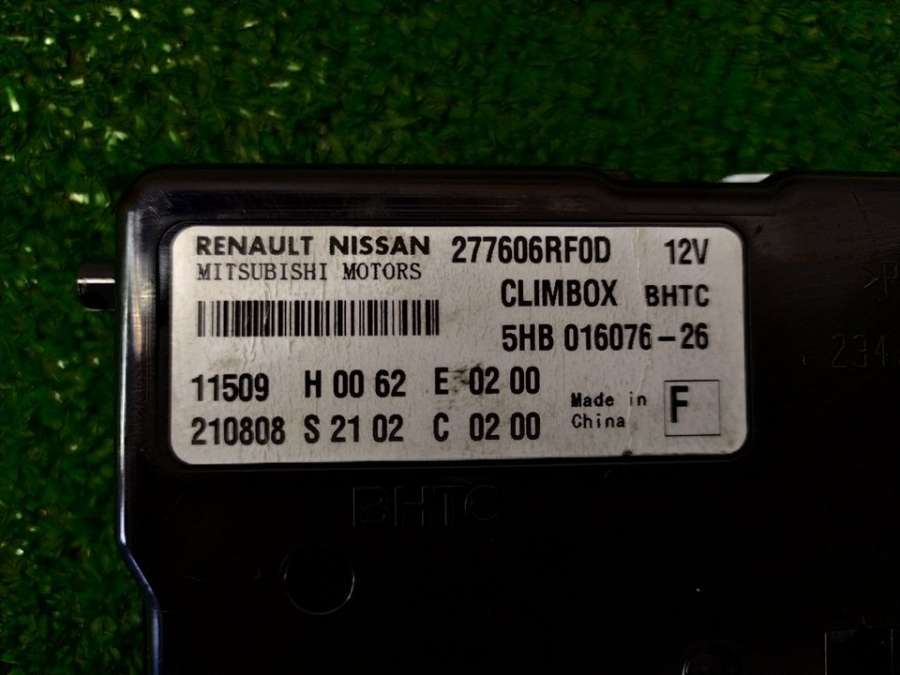 RENAULT NISSAN 277606RF0D 12V
MITSUBISHI MOTORS
CLIMBOX BHTC
5HB 016076-26
11509 H 00 62 E 02 00
210808 S 21 02 C 02 00
Made in
China
F
BHTC
234